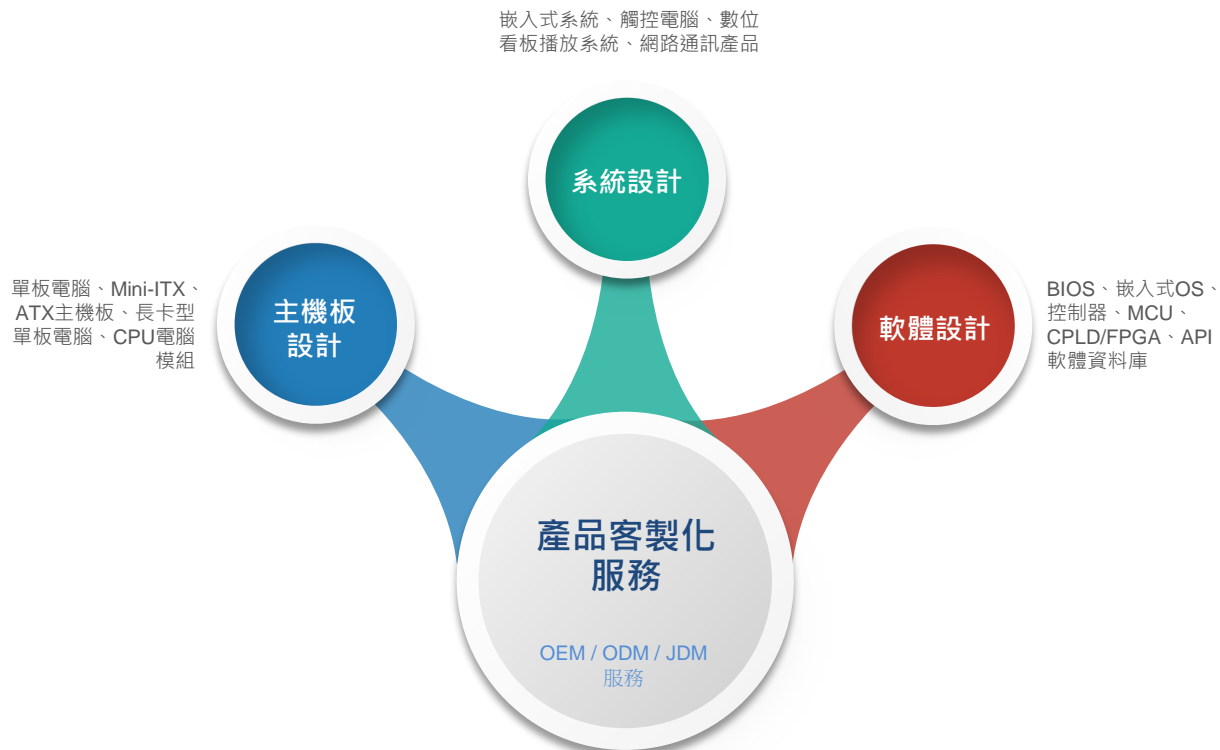 嵌入式系統、觸控電腦、數位
看板播放系統、網路通訊產品
系統設計
單板電腦、Mini-ITX、
ATX主機板、長卡型
單板電腦、CPU電腦
模組
主機板
設計
軟體設計
BIOS、嵌入式OS、
控制器、MCU、
CPLD/FPGA、API
軟體資料庫
產品客製化
服務
OEM / ODM / JDM
服務